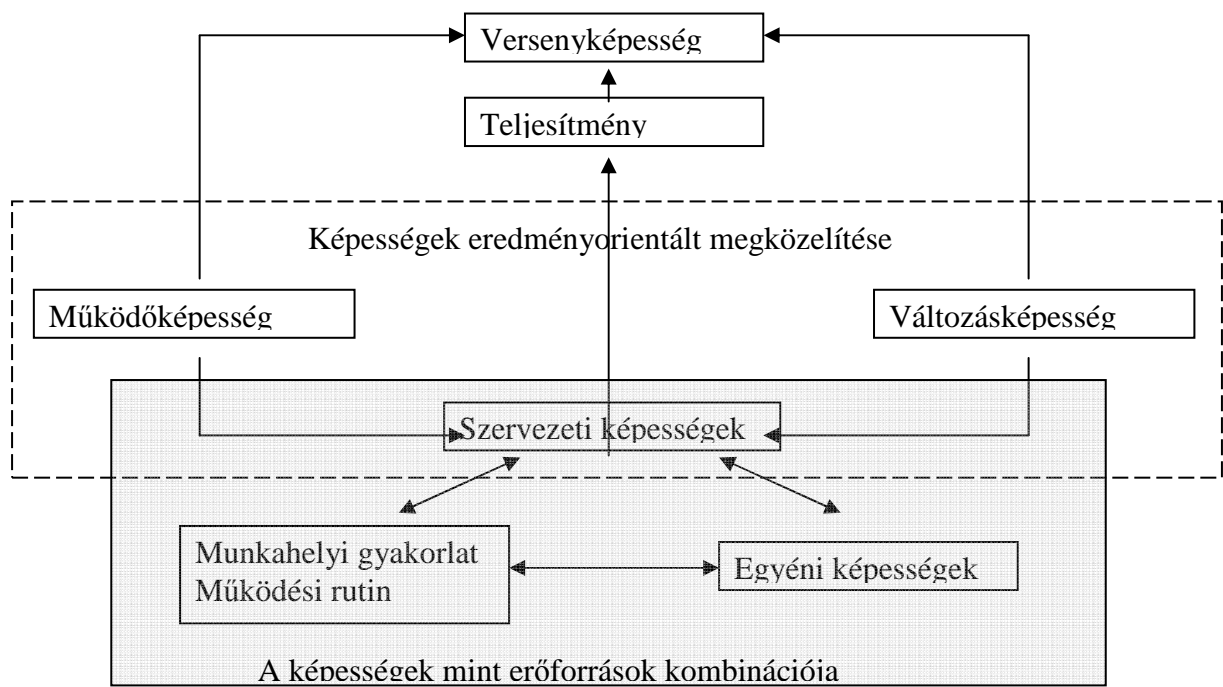 Versenyképesség
Teljesítmény
Képességek eredményorientált megközelítése
Működőképesség
Változásképesség
Szervezeti képességek
Munkahelyi gyakorlat
Működési rutin
Egyéni képességek
A képességek mint erőforrások kombinációja